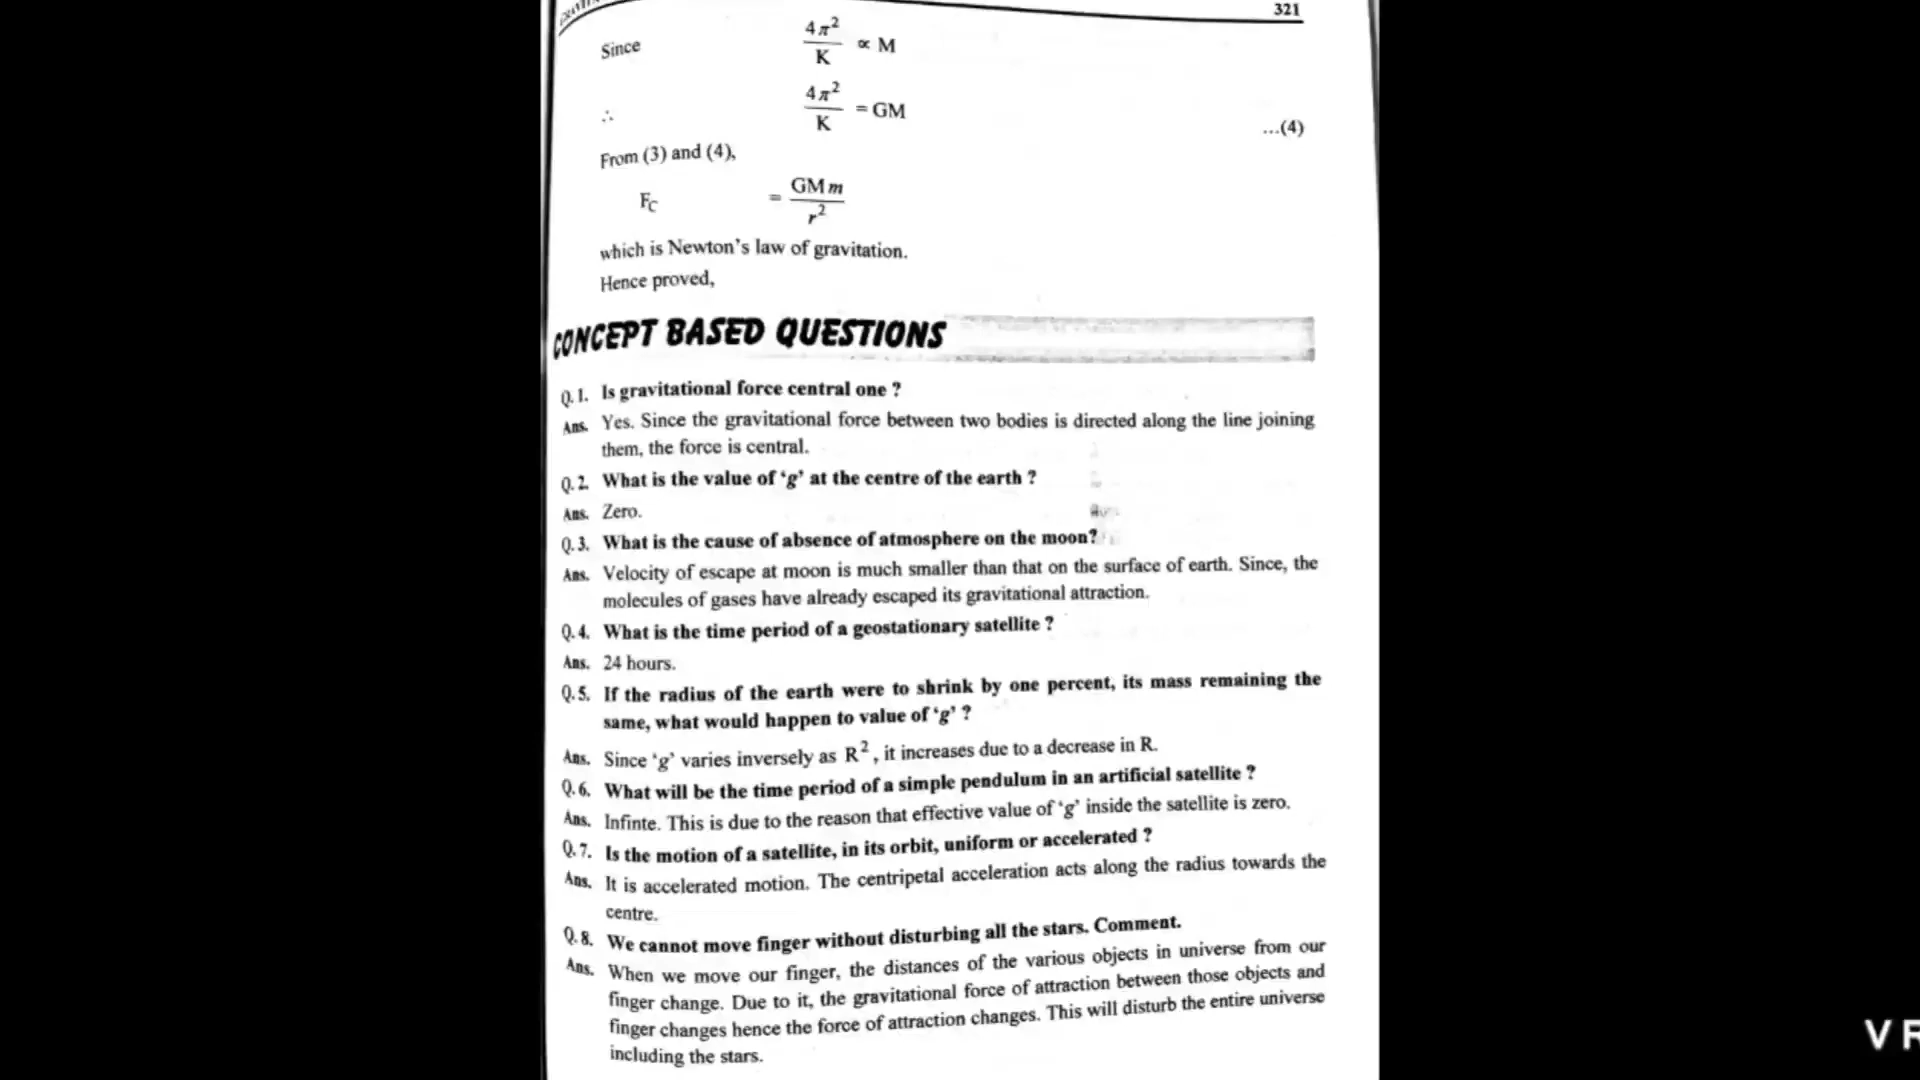 321
Since 4π²/K ∝ M
∴ 4π²/K = GM ...(4)
From (3) and (4),
F_C = GMm/r²
which is Newton's law of gravitation.
Hence proved,
CONCEPT BASED QUESTIONS
Q.1. Is gravitational force central one ?
Ans. Yes. Since the gravitational force between two bodies is directed along the line joining
them, the force is central.
Q.2. What is the value of 'g' at the centre of the earth ?
Ans. Zero.
Q.3. What is the cause of absence of atmosphere on the moon?
Ans. Velocity of escape at moon is much smaller than that on the surface of earth. Since, the
molecules of gases have already escaped its gravitational attraction.
Q.4. What is the time period of a geostationary satellite ?
Ans. 24 hours.
Q.5. If the radius of the earth were to shrink by one percent, its mass remaining the
same, what would happen to value of 'g' ?
Ans. Since 'g' varies inversely as R², it increases due to a decrease in R.
Q.6. What will be the time period of a simple pendulum in an artificial satellite ?
Ans. Infinte. This is due to the reason that effective value of 'g' inside the satellite is zero.
Q.7. Is the motion of a satellite, in its orbit, uniform or accelerated ?
Ans. It is accelerated motion. The centripetal acceleration acts along the radius towards the
centre.
Q.8. We cannot move finger without disturbing all the stars. Comment.
Ans. When we move our finger, the distances of the various objects in universe from our
finger change. Due to it, the gravitational force of attraction between those objects and
finger changes hence the force of attraction changes. This will disturb the entire universe
including the stars.
VR